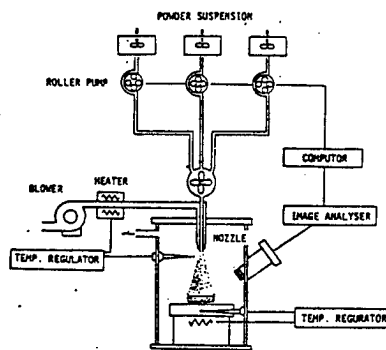 POWDER SUSPENSION
ROLLER PUMP
COMPUTOR
BLOWER
HEATER
IMAGE ANALYSER
NOZZLE
TEMP. REGULATOR
TEMP. REGURATOR